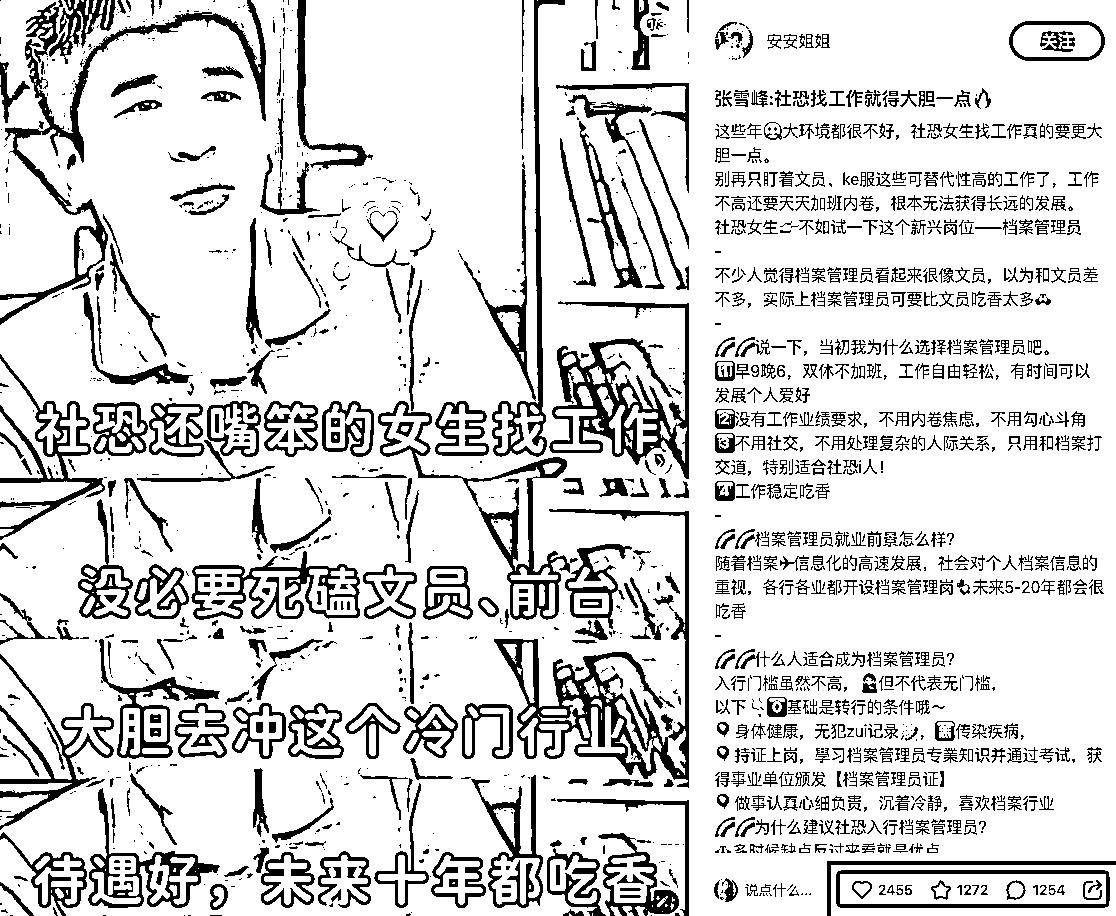 社恐还嘴笨的女生找工作
没必要死磕文员、前台
大胆去冲这个冷门行业
待遇好，未来十年都吃香
安安姐姐
关注
张雪峰:社恐找工作就得大胆一点🔥
这些年大环境都很不好，社恐女生找工作真的要更大
胆一点。
别再只盯着文员、ke服这些可替代性高的工作了，工作
不高还要天天加班内卷，根本无法获得长远的发展。
社恐女生不如试一下这个新兴岗位——档案管理员
-
不少人觉得档案管理员看起来很像文员，以为和文员差
不多，实际上档案管理员可要比文员吃香太多
-
🌈🌈说一下，当初我为什么选择档案管理员吧。
1️⃣早9晚6，双休不加班，工作自由轻松，有时间可以
发展个人爱好
2️⃣没有工作业绩要求，不用内卷焦虑，不用勾心斗角
3️⃣不用社交，不用处理复杂的人际关系，只用和档案打
交道，特别适合社恐i人!
4️⃣工作稳定吃香
-
🌈🌈档案管理员就业前景怎么样?
随着档案✈信息化的高速发展，社会对个人档案信息的
重视，各行各业都开设档案管理岗未来5-20年都会很
吃香
-
🌈🌈什么人适合成为档案管理员?
入行门槛虽然不高，但不代表无门槛，
以下基础是转行的条件哦~
📍身体健康，无犯zui记录，传染疾病，
📍持证上岗，學习档案管理员专業知识并通过考试，获
得事业单位颁发【档案管理员证】
📍做事认真心细负责，沉着冷静，喜欢档案行业
🌈🌈为什么建议社恐入行档案管理员?
多时候缺点反过来看就是优点
说点什么...
2455
1272
1254